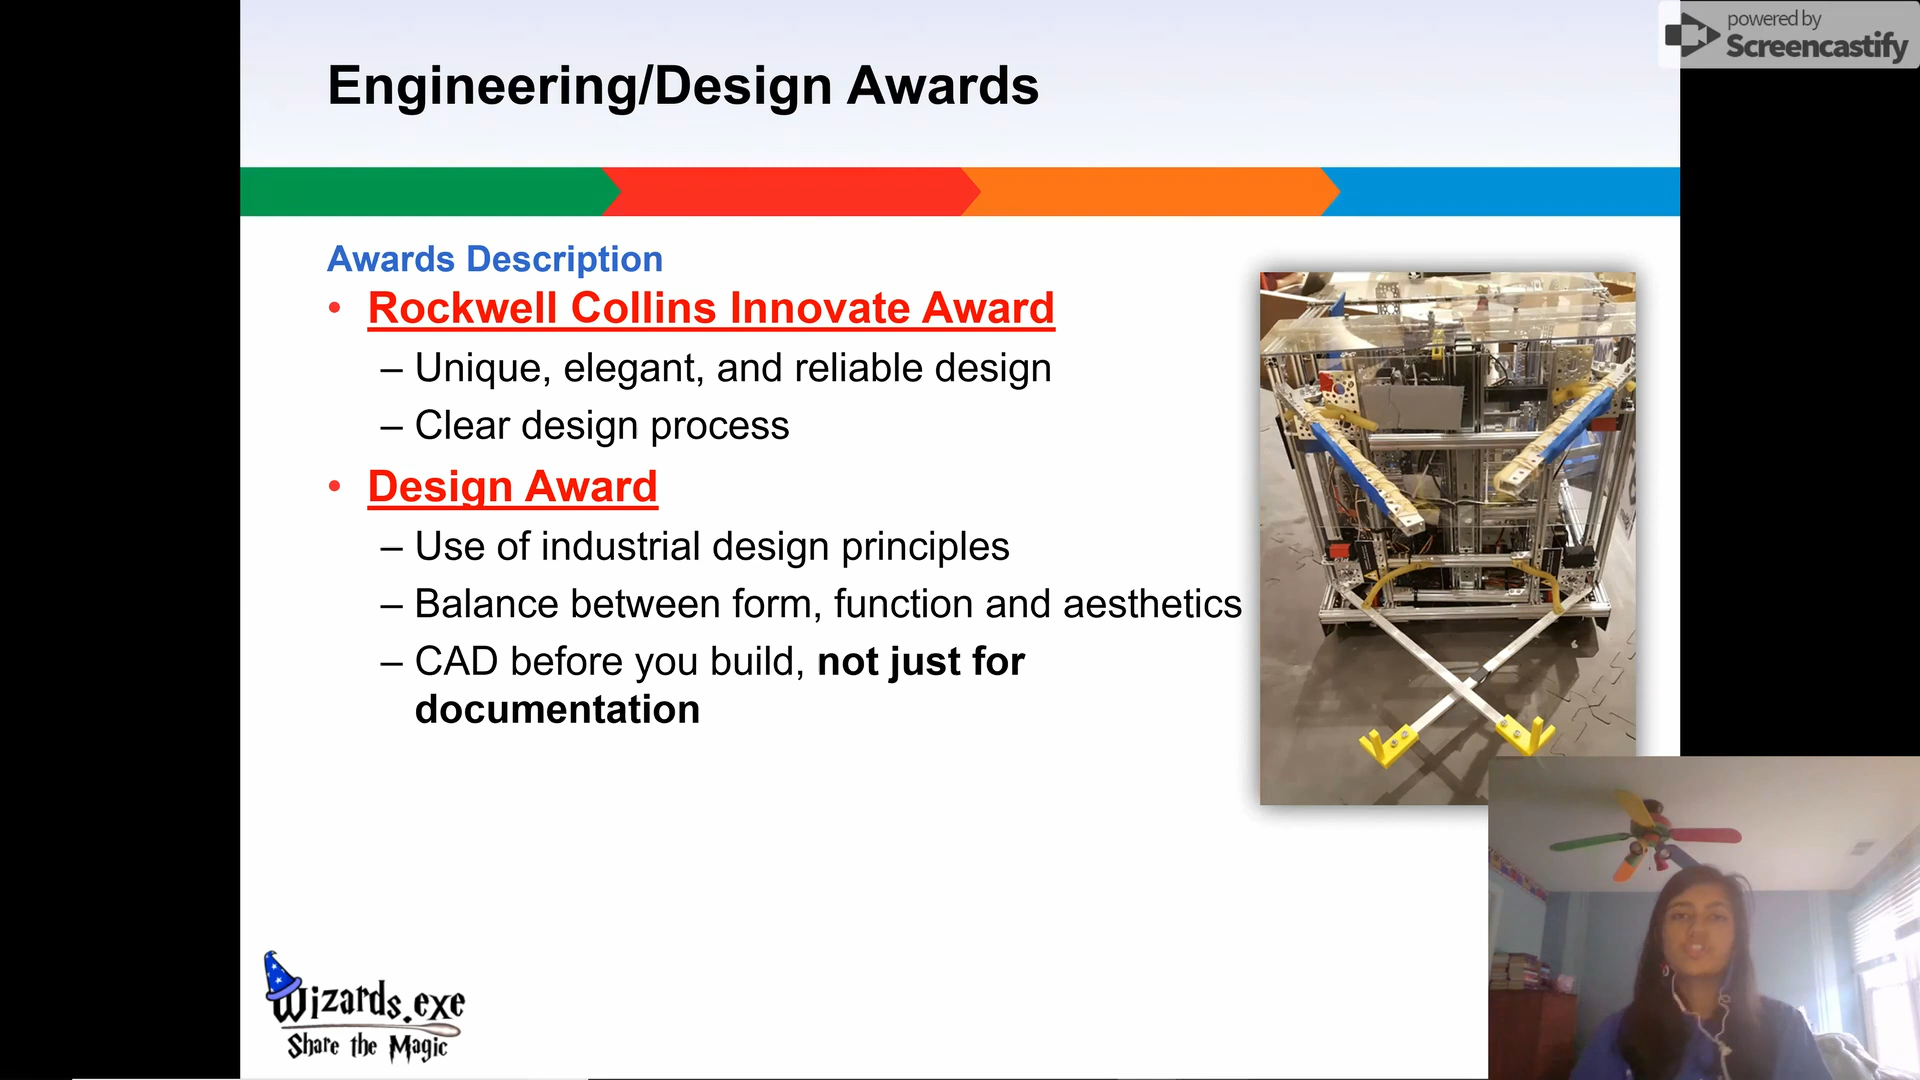 powered by
Screencastify
Engineering/Design Awards
Awards Description
• Rockwell Collins Innovate Award
– Unique, elegant, and reliable design
– Clear design process
• Design Award
– Use of industrial design principles
– Balance between form, function and aesthetics
– CAD before you build, not just for
documentation
Wizards.exe
Share the Magic